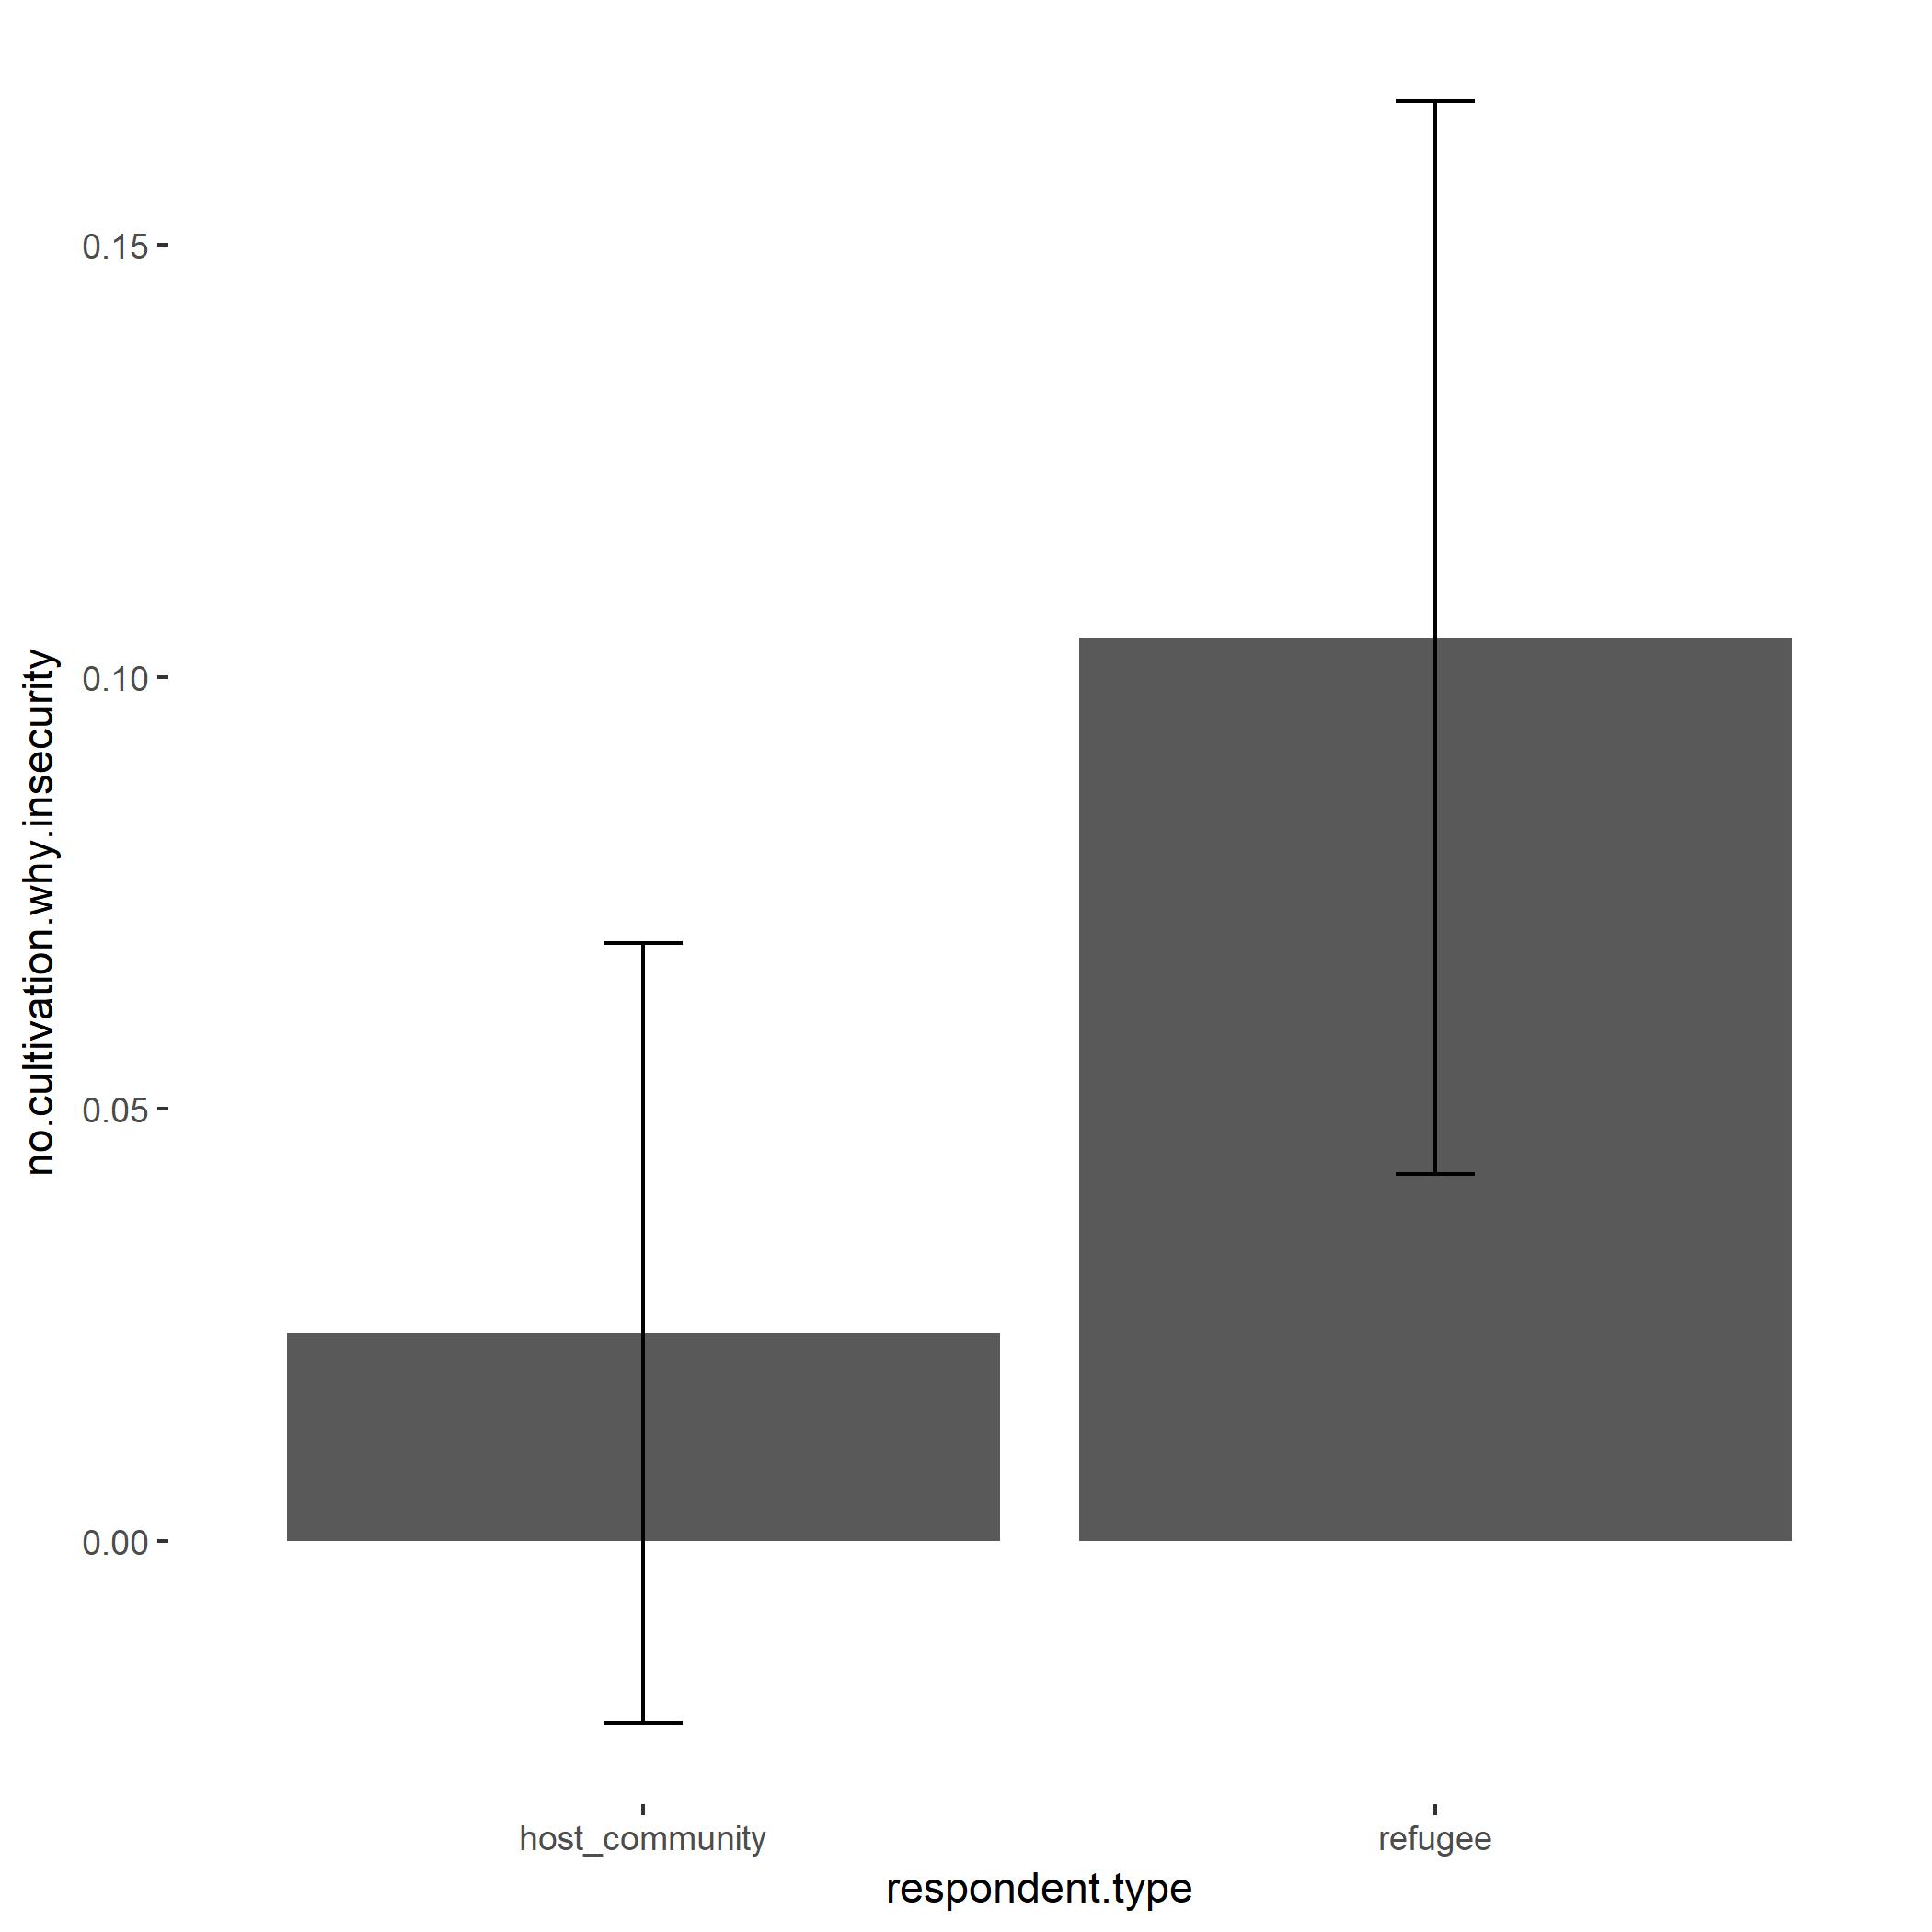 no.cultivation.why.insecurity
0.15
0.10
0.05
0.00
host_community
refugee
respondent.type